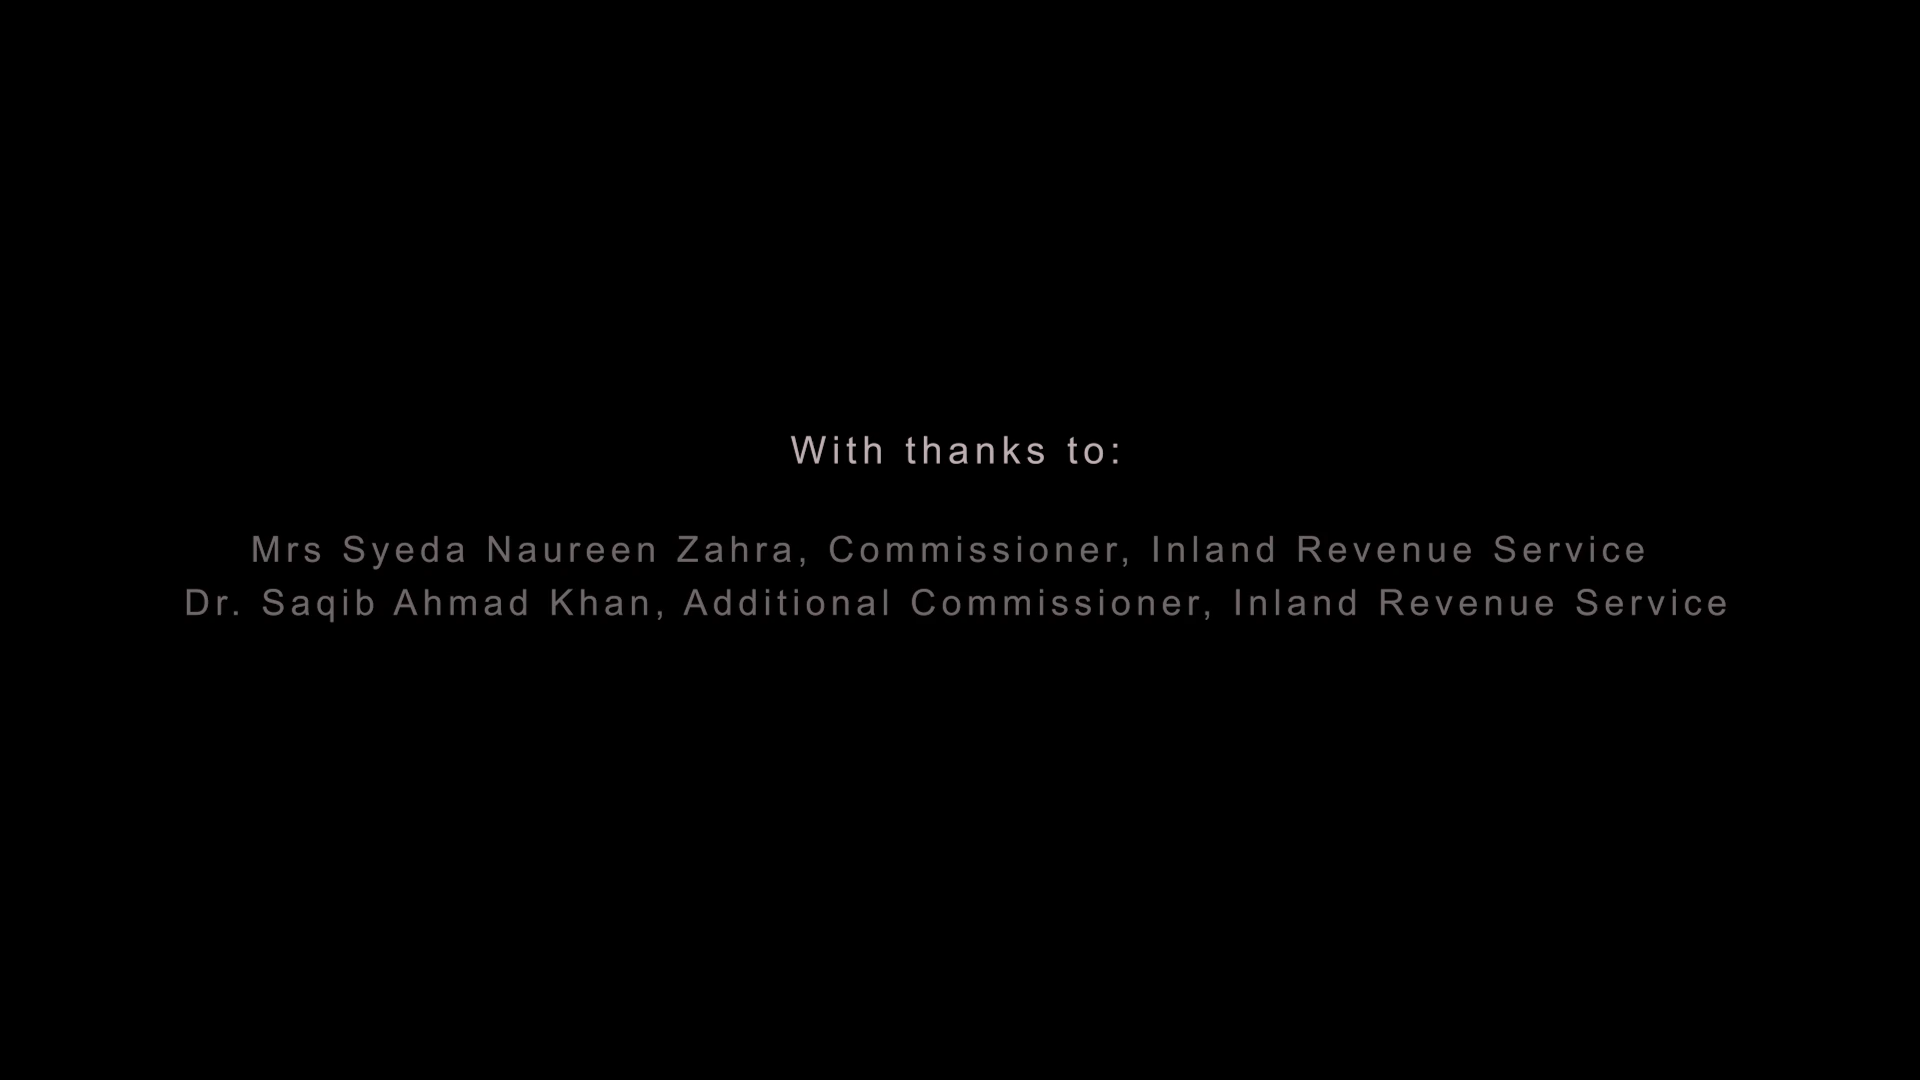 With thanks to:
Mrs Syeda Naureen Zahra, Commissioner, Inland Revenue Service
Dr. Saqib Ahmad Khan, Additional Commissioner, Inland Revenue Service